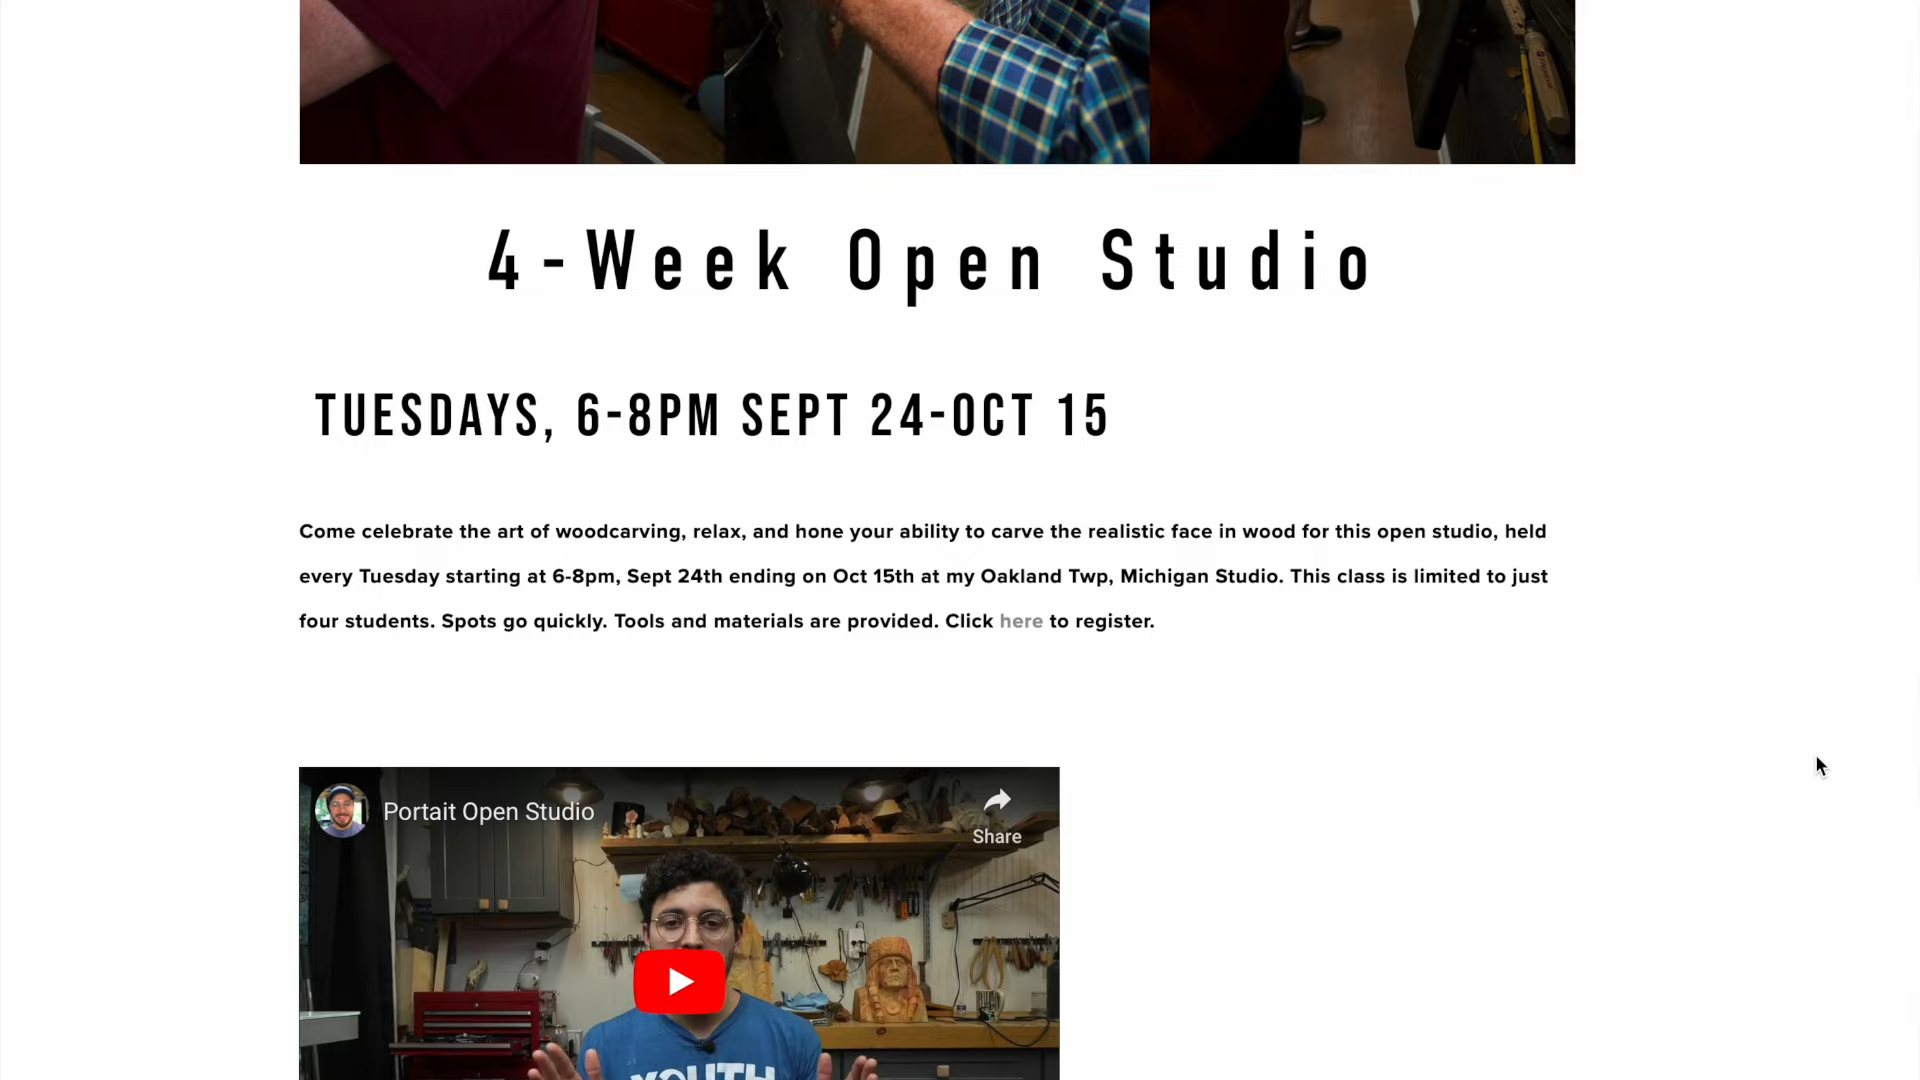 4-Week Open Studio
TUESDAYS, 6-8PM SEPT 24-OCT 15
Come celebrate the art of woodcarving, relax, and hone your ability to carve the realistic face in wood for this open studio, held
every Tuesday starting at 6-8pm, Sept 24th ending on Oct 15th at my Oakland Twp, Michigan Studio. This class is limited to just
four students. Spots go quickly. Tools and materials are provided. Click here to register.
Portait Open Studio
Share
YOUTH